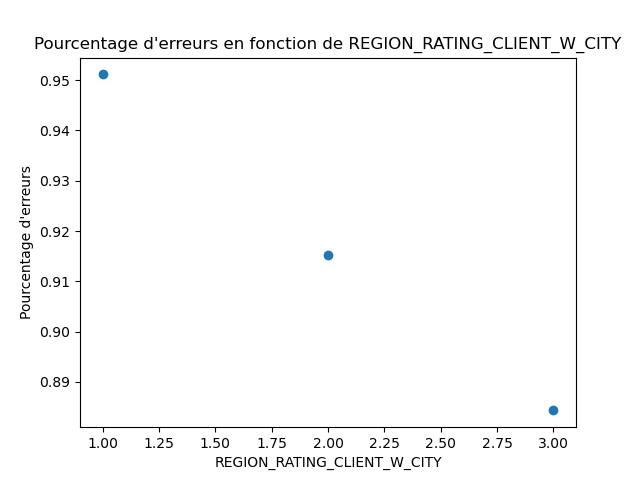 Pourcentage d'erreurs en fonction de REGION_RATING_CLIENT_W_CITY
Pourcentage d'erreurs
0.95
0.94
0.93
0.92
0.91
0.90
0.89
1.00 1.25 1.50 1.75 2.00 2.25 2.50 2.75 3.00
REGION_RATING_CLIENT_W_CITY